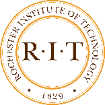 ROCHESTER INSTITUTE OF TECHNOLOGY
R·I·T
· 1829 ·